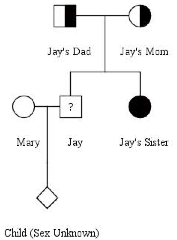 Jay's Dad Jay's Mom
?
Mary Jay Jay's Sister
Child (Sex Unknown)